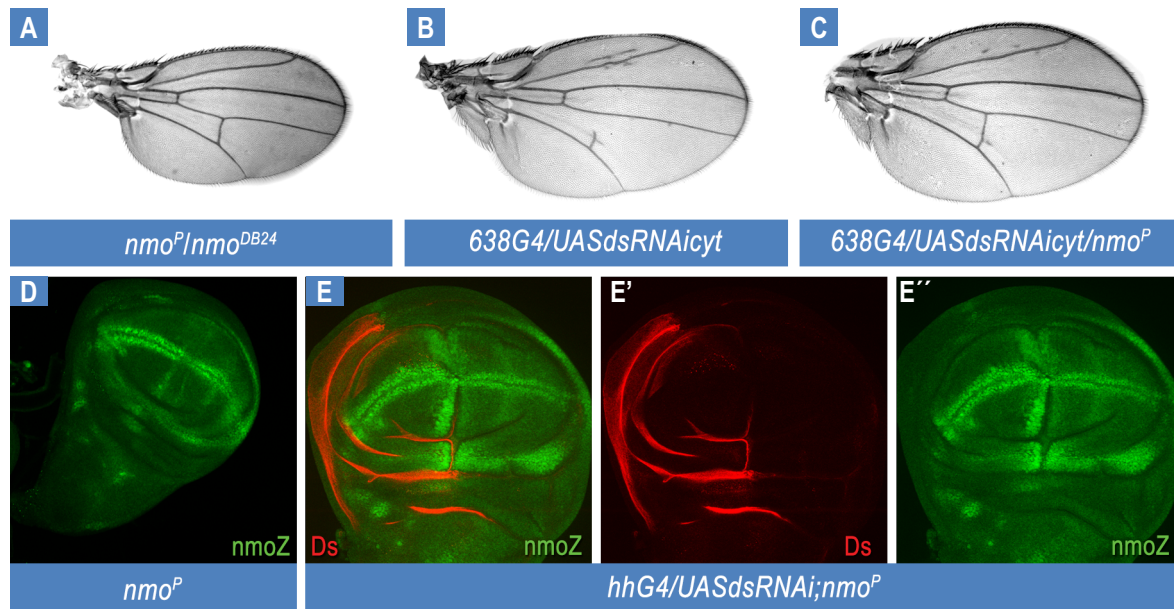 A
B
C
nmoᴾ/nmoᴰᴮ²⁴
638G4/UASdsRNAicyt
638G4/UASdsRNAicyt/nmoᴾ
D
E
E’
E´´
nmoZ
Ds
nmoZ
Ds
nmoZ
nmoᴾ
hhG4/UASdsRNAi;nmoᴾ